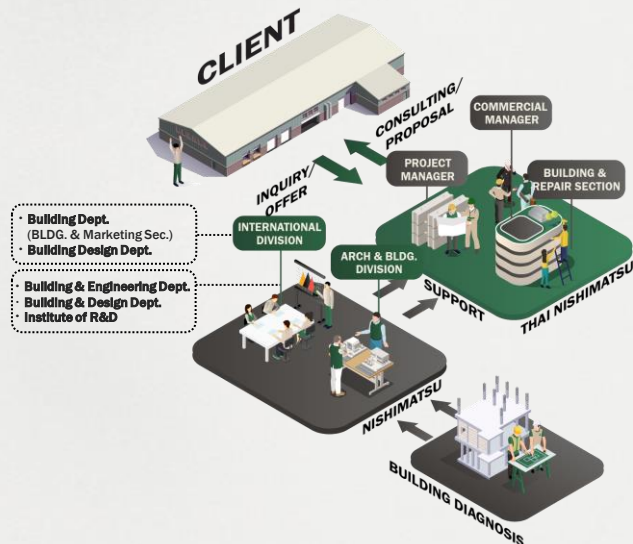 CLIENT
CONSULTING/
PROPOSAL
INQUIRY/
OFFER
COMMERCIAL
MANAGER
PROJECT
MANAGER
BUILDING &
REPAIR SECTION
· Building Dept.
(BLDG. & Marketing Sec.)
· Building Design Dept.
INTERNATIONAL
DIVISION
ARCH & BLDG.
DIVISION
· Building & Engineering Dept.
· Building & Design Dept.
· Institute of R&D
SUPPORT
THAI NISHIMATSU
NISHIMATSU
BUILDING DIAGNOSIS